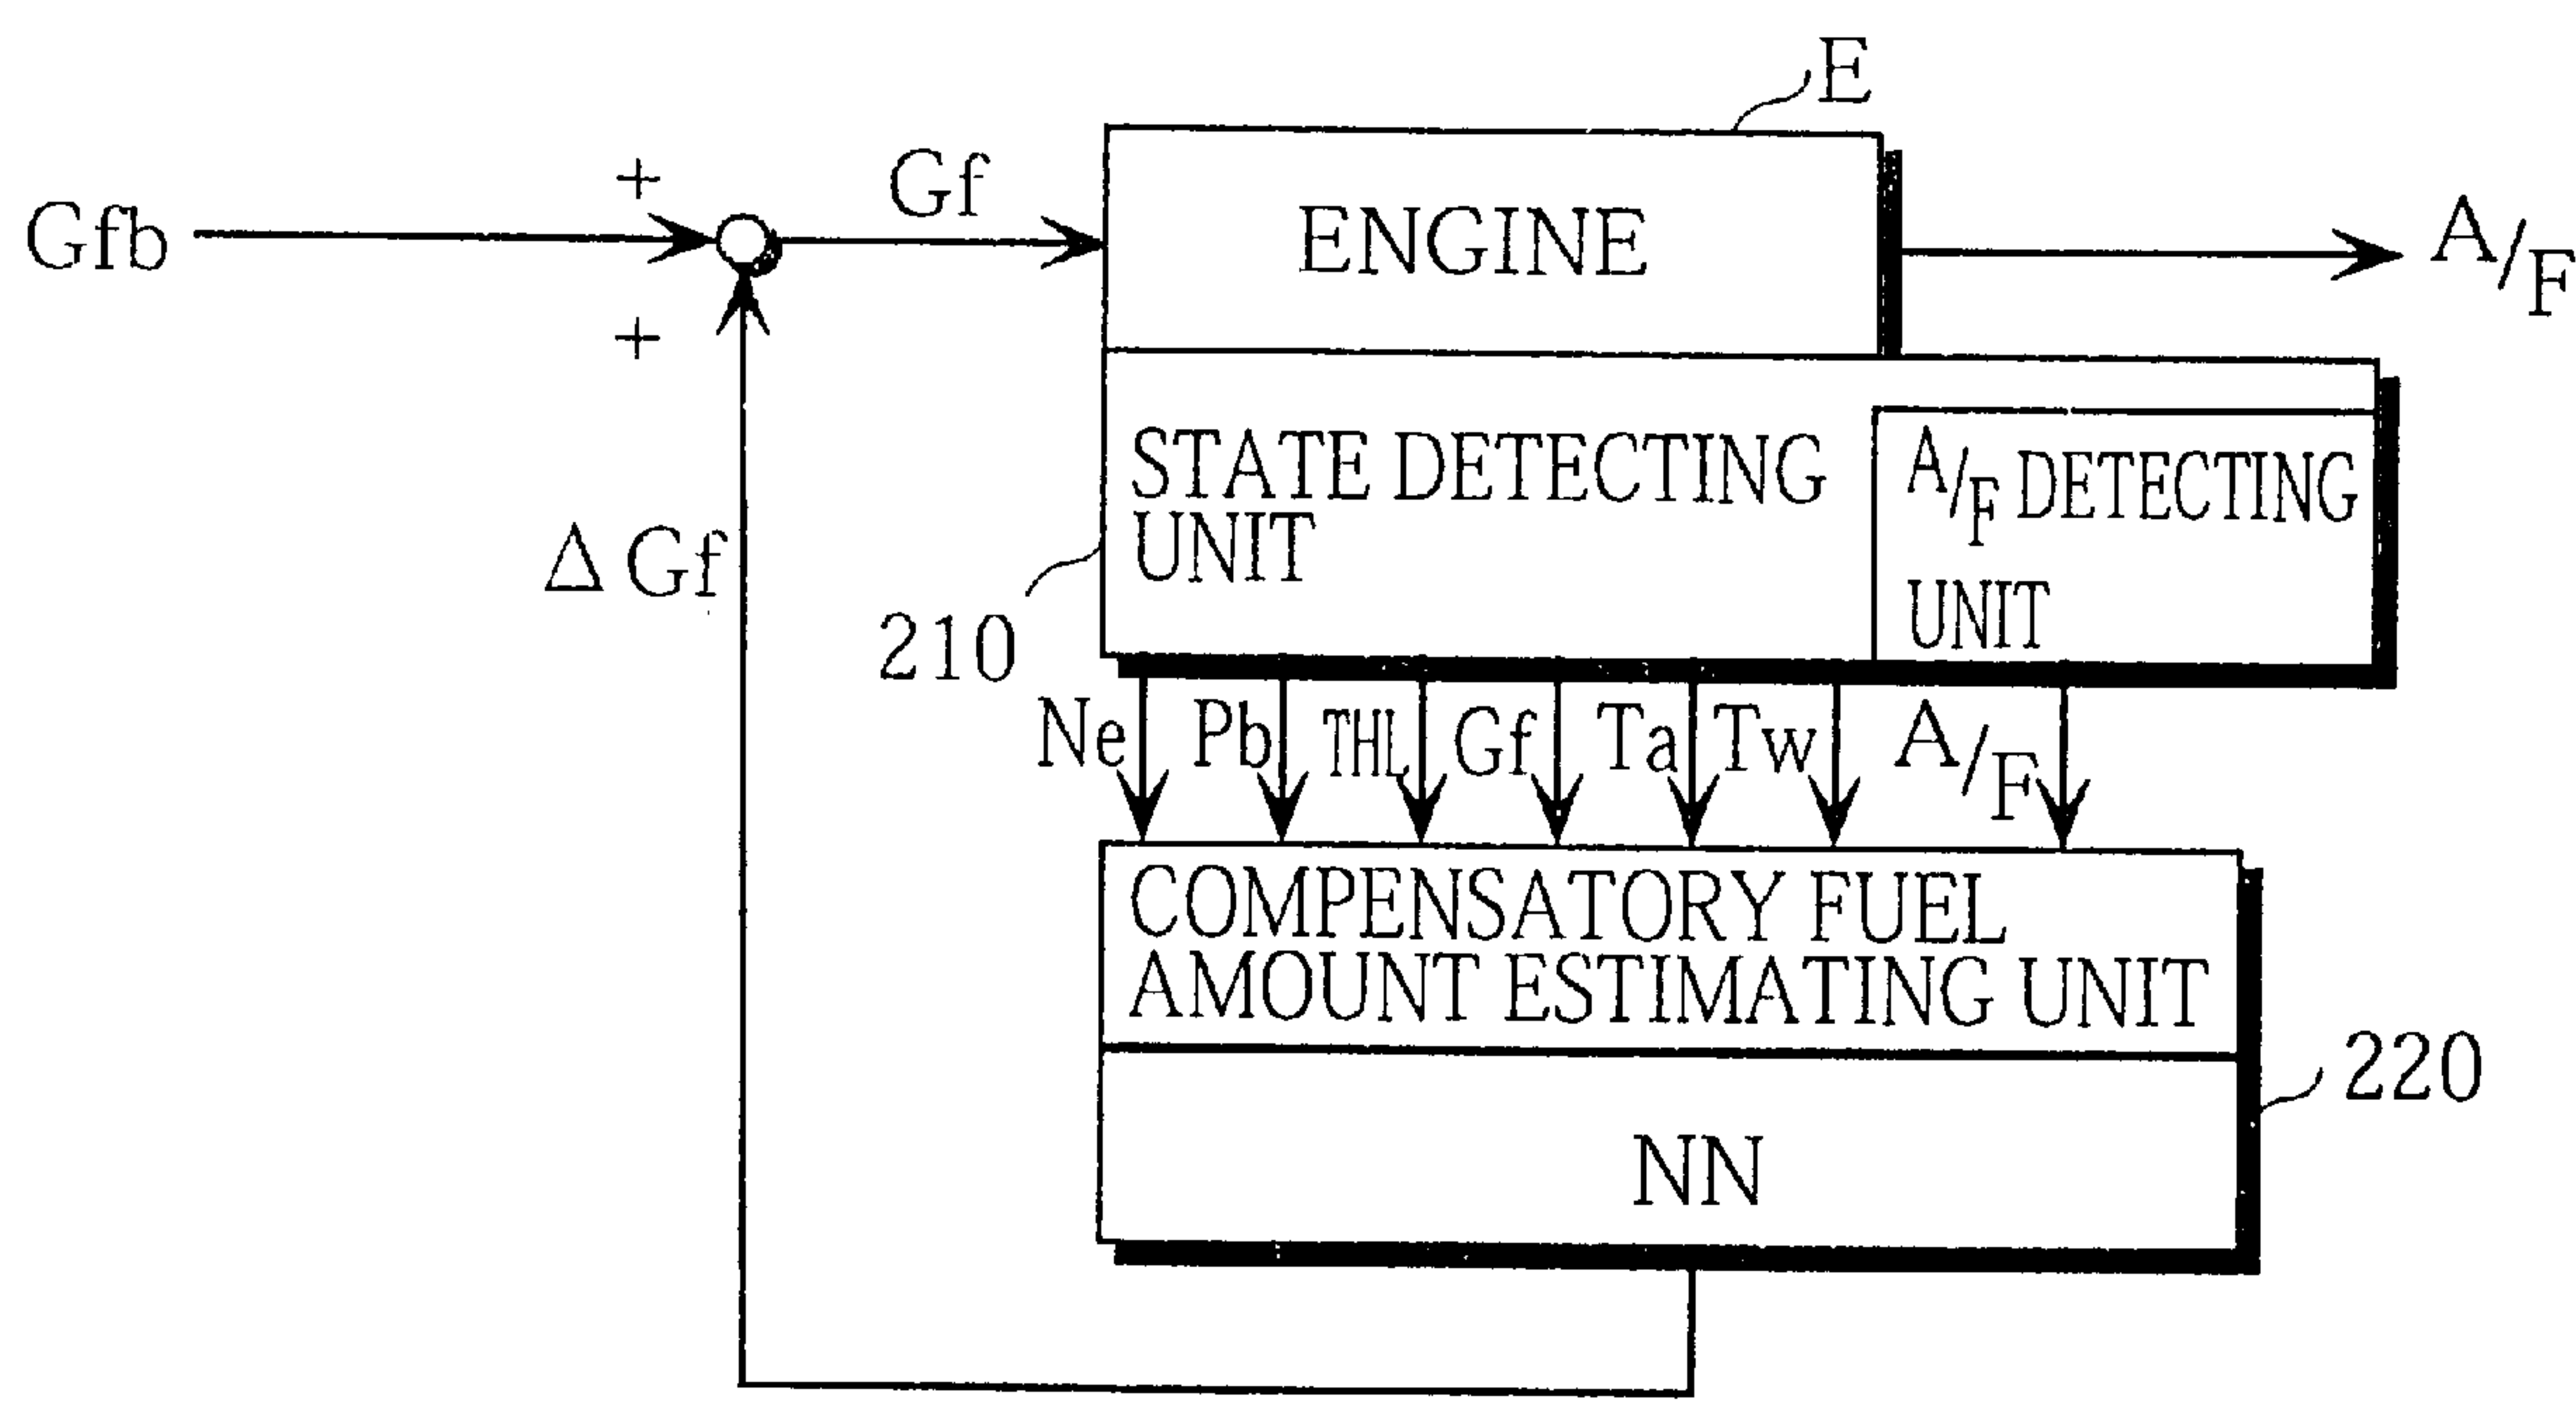 E
+
Gf
Gfb
ENGINE
A/F
+
STATE DETECTING
UNIT
A/F DETECTING
UNIT
Δ Gf
210
Ne Pb THL Gf Ta Tw A/F
COMPENSATORY FUEL
AMOUNT ESTIMATING UNIT
220
NN